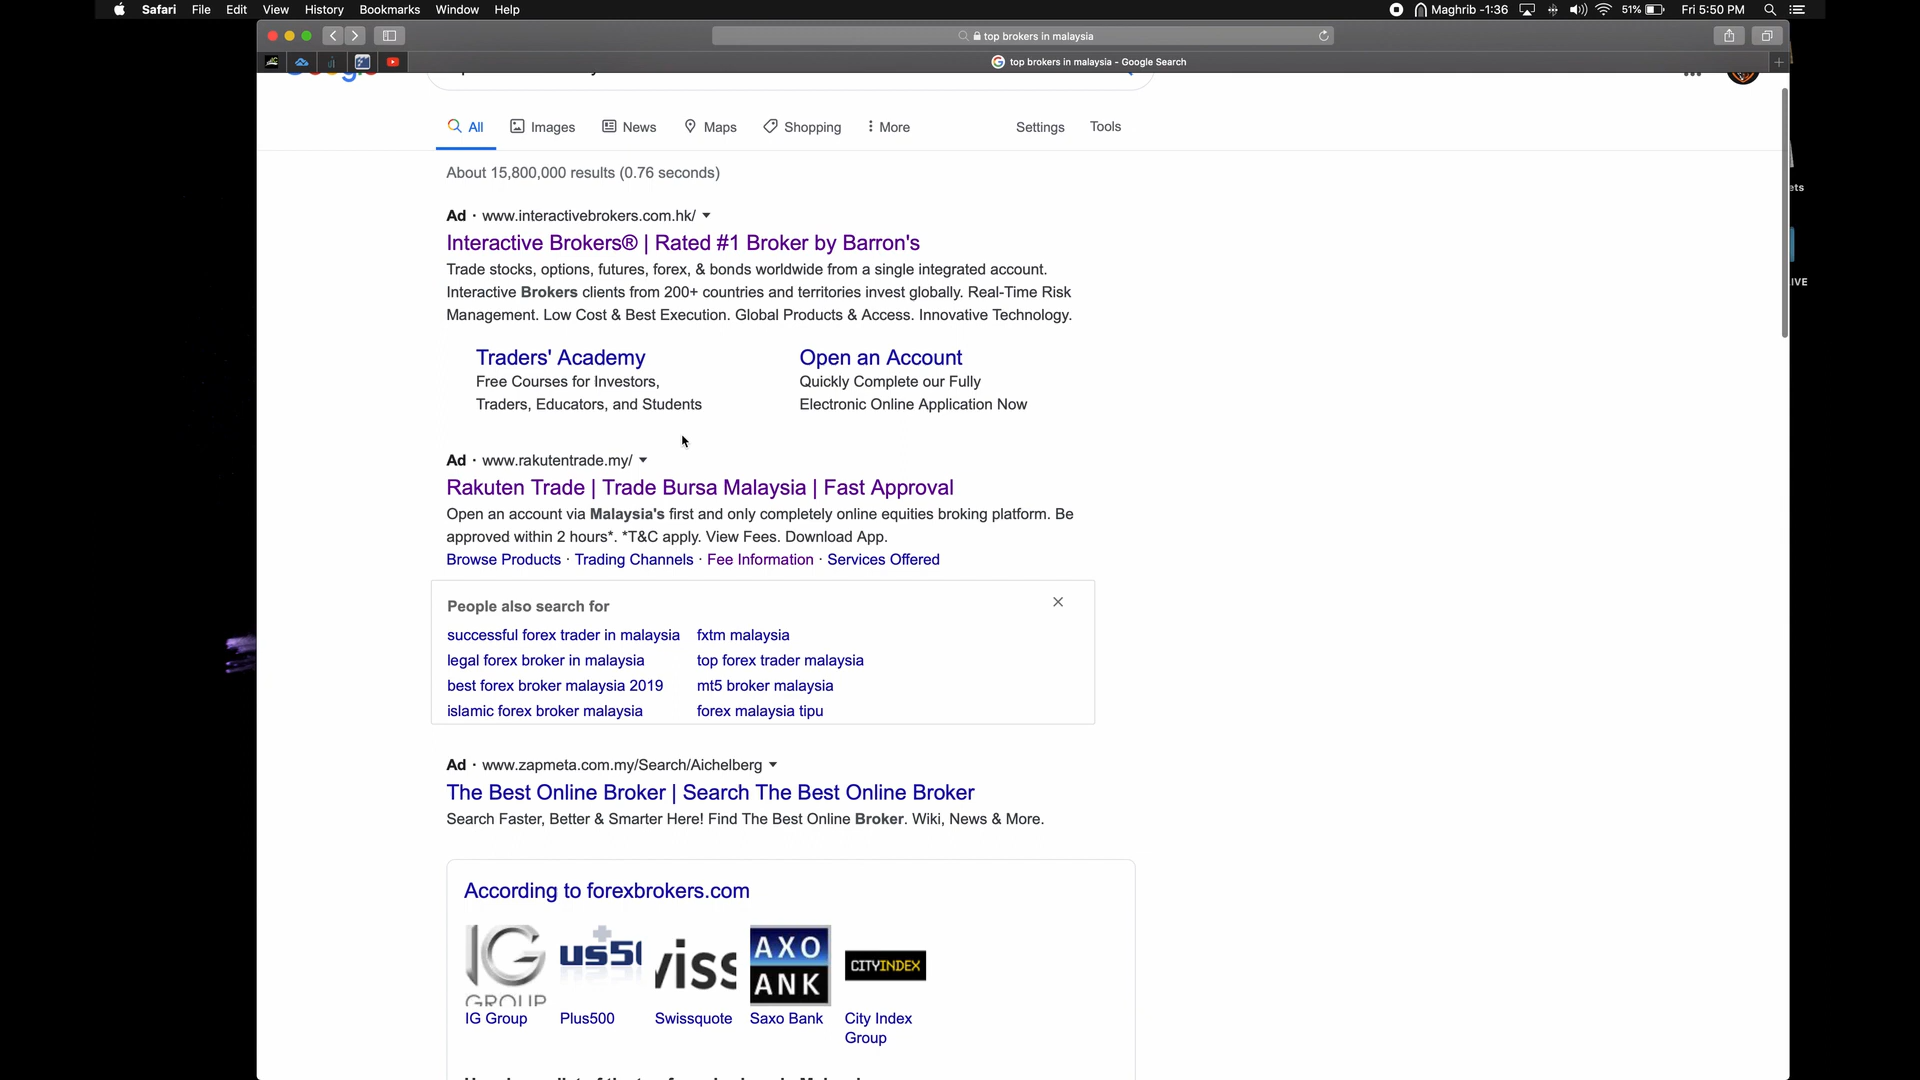 Safari File Edit View History Bookmarks Window Help
Maghrib -1:36 51% Fri 5:50 PM
top brokers in malaysia
top brokers in malaysia - Google Search
All Images News Maps Shopping More Settings Tools
About 15,800,000 results (0.76 seconds)
Ad · www.interactivebrokers.com.hk/
Interactive Brokers® | Rated #1 Broker by Barron's
Trade stocks, options, futures, forex, & bonds worldwide from a single integrated account.
Interactive Brokers clients from 200+ countries and territories invest globally. Real-Time Risk
Management. Low Cost & Best Execution. Global Products & Access. Innovative Technology.
Traders' Academy
Free Courses for Investors,
Traders, Educators, and Students
Open an Account
Quickly Complete our Fully
Electronic Online Application Now
Ad · www.rakutentrade.my/
Rakuten Trade | Trade Bursa Malaysia | Fast Approval
Open an account via Malaysia's first and only completely online equities broking platform. Be
approved within 2 hours*. *T&C apply. View Fees. Download App.
Browse Products · Trading Channels · Fee Information · Services Offered
People also search for
successful forex trader in malaysia fxtm malaysia
legal forex broker in malaysia top forex trader malaysia
best forex broker malaysia 2019 mt5 broker malaysia
islamic forex broker malaysia forex malaysia tipu
Ad · www.zapmeta.com.my/Search/Aichelberg
The Best Online Broker | Search The Best Online Broker
Search Faster, Better & Smarter Here! Find The Best Online Broker. Wiki, News & More.
According to forexbrokers.com
IG GROUP us50 viss AXO ANK CITYINDEX
IG Group Plus500 Swissquote Saxo Bank City Index
Group
ets
IVE